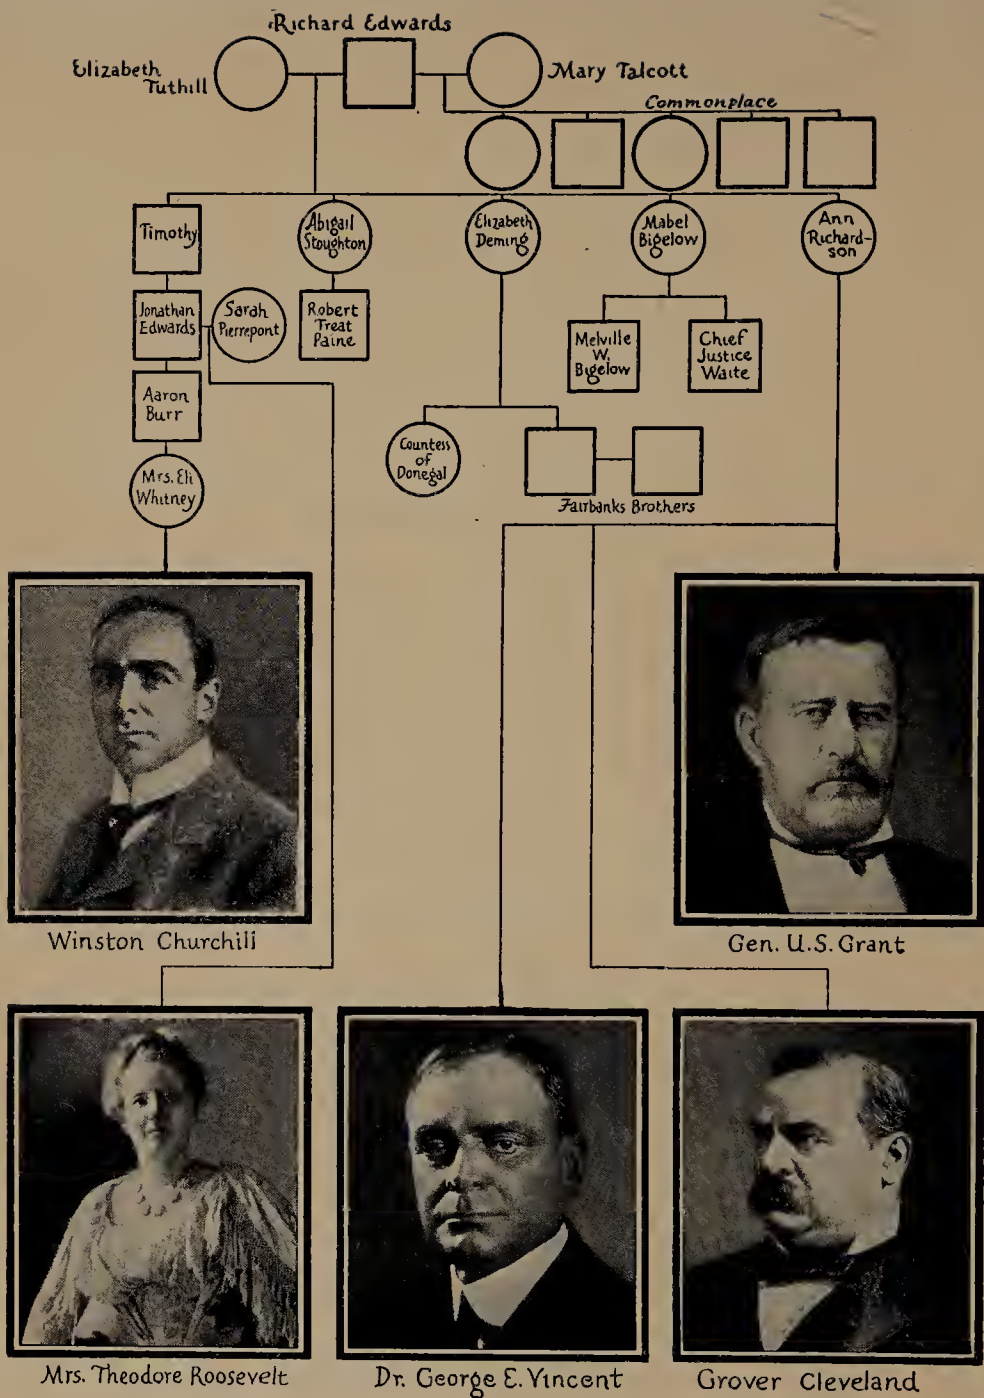 Richard Edwards
Elizabeth
Tuthill
Mary Talcott
Commonplace
Timothy
Abigail
Stoughton
Elizabeth
Deming
Mabel
Bigelow
Ann
Richard-
son
Jonathan
Edwards
Sarah
Pierrepont
Robert
Treat
Paine
Melville
W.
Bigelow
Chief
Justice
Waite
Aaron
Burr
Countess
of
Donegal
Mrs. Eli
Whitney
Fairbanks Brothers
Winston Churchill
Gen. U.S. Grant
Mrs. Theodore Roosevelt
Dr. George E. Vincent
Grover Cleveland